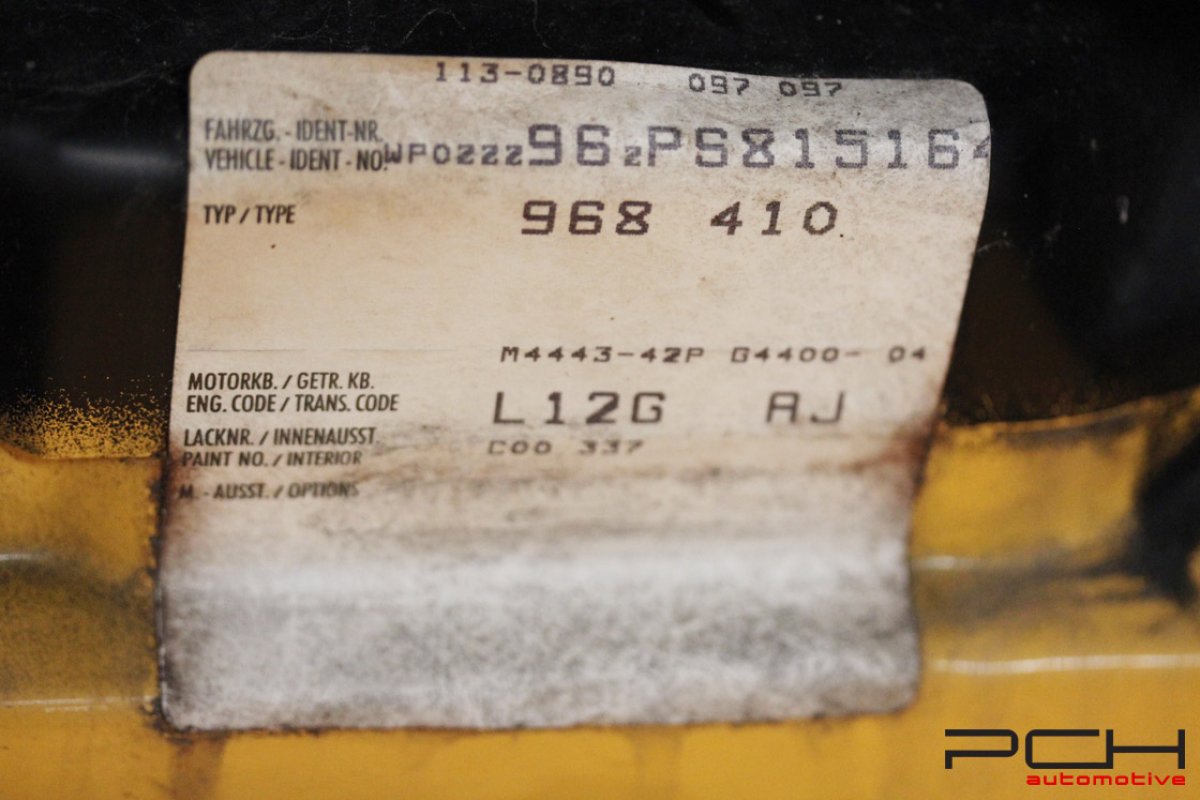 113-0890 097 097
FAHRZG. - IDENT-NR.
VEHICLE - IDENT - NO. WP0ZZZ96ZPS815164
TYP / TYPE 968 410
M4443-42P G4400- 04
MOTORKB. / GETR. KB.
ENG. CODE / TRANS. CODE L12G AJ
LACKNR. / INNENAUSST.
PAINT NO. / INTERIOR C00 337
M. - AUSST. / OPTIONS
PCH
automotive